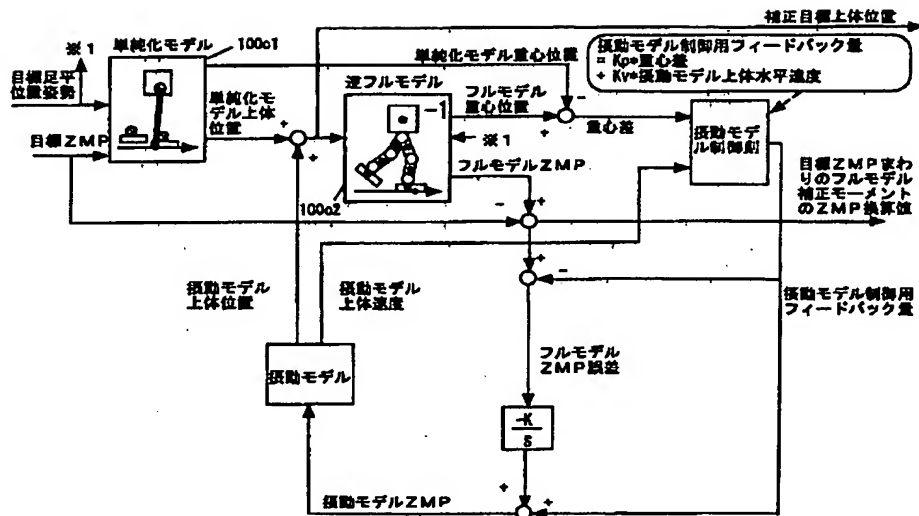 補正目標上体位置
※1
単純化モデル
100c1
単純化モデル重心位置
摂動モデル制御用フィードバック量
= Kp*重心差
+ Kv*摂動モデル上体水平速度
目標足平
位置姿勢
逆フルモデル
フルモデル
重心位置
単純化モ
デル上体
位置
-1
-
+
重心差
摂動モデ
ル制御則
目標ZMP
+
+
※1
フルモデルZMP
目標ZMPまわ
りのフルモデル
補正モーメント
のZMP換算値
100c2
-
+
+
-
摂動モデル
上体位置
摂動モデル
上体速度
摂動モデル制御用
フィードバック量
フルモデル
ZMP誤差
摂動モデル
-K
S
+
+
摂動モデルZMP